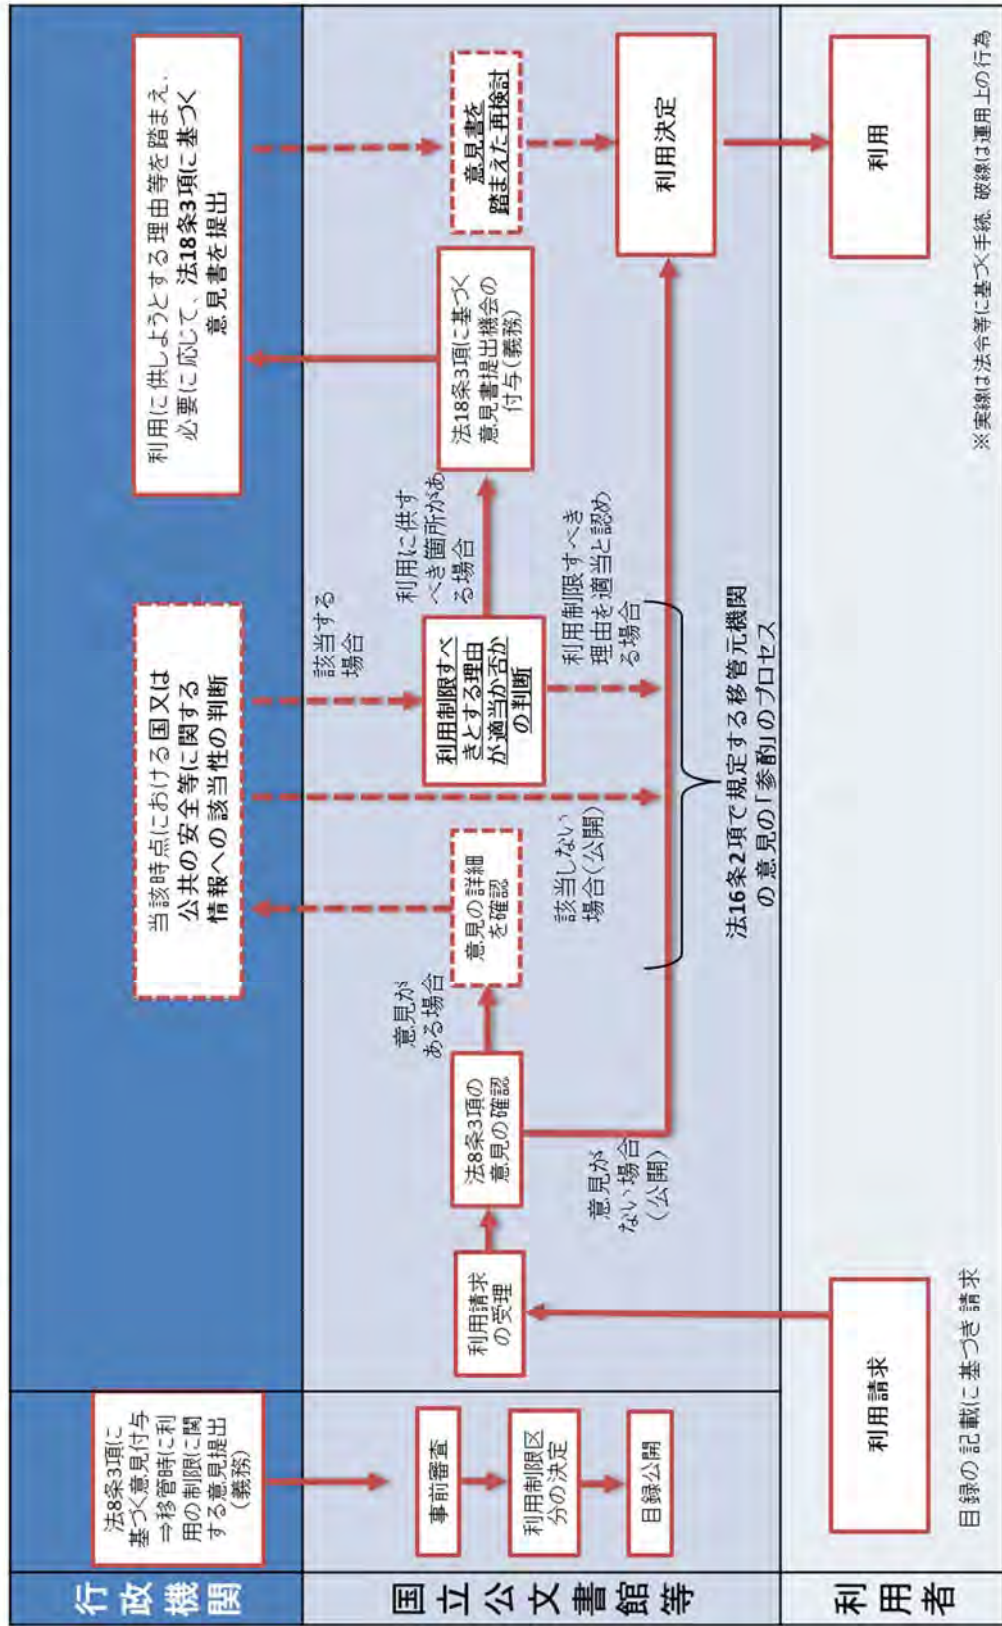 行政機関
法8条3項に
基づく意見付与
⇒移管時に利
用の制限に関
する意見提出
(義務)
当該時点における国又は
公共の安全等に関する
情報への該当性の判断
利用に供しようとする理由等を踏まえ、
必要に応じて、法18条3項に基づく
意見書を提出
国立公文書館等
事前審査
利用制限区
分の決定
目録公開
利用請求
の受理
法8条3項の
意見の確認
意見が
ある場合
意見の詳細
を確認
該当する
場合
利用制限すべ
きとする理由
が適当か否か
の判断
利用に供す
べき箇所があ
る場合
法18条3項に基づく
意見書提出機会の
付与(義務)
意見書を
踏まえた再検討
意見が
ない場合
(公開)
該当しない
場合(公開)
利用制限すべき
理由を適当と認め
る場合
利用決定
法16条2項で規定する移管元機関
の意見の「参酌」のプロセス
利用者
利用請求
利用
目録の記載に基づき請求
※実線は法令等に基づく手続、破線は運用上の行為